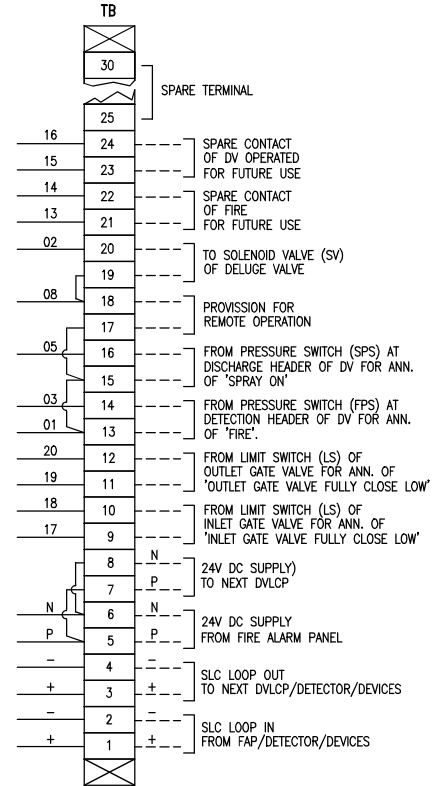 TB
30
SPARE TERMINAL
25
16 24 SPARE CONTACT
OF DV OPERATED
15 23 FOR FUTURE USE
14 22 SPARE CONTACT
OF FIRE
13 21 FOR FUTURE USE
02 20 TO SOLENOID VALVE (SV)
19 OF DELUGE VALVE
08 18 PROVISSION FOR
17 REMOTE OPERATION
05 16 FROM PRESSURE SWITCH (SPS) AT
DISCHARGE HEADER OF DV FOR ANN.
15 OF 'SPRAY ON'
03 14 FROM PRESSURE SWITCH (FPS) AT
DETECTION HEADER OF DV FOR ANN.
01 13 OF 'FIRE'.
20 12 FROM LIMIT SWITCH (LS) OF
OUTLET GATE VALVE FOR ANN. OF
19 11 'OUTLET GATE VALVE FULLY CLOSE LOW'
18 10 FROM LIMIT SWITCH (LS) OF
INLET GATE VALVE FOR ANN. OF
17 9 'INLET GATE VALVE FULLY CLOSE LOW'
8 N 24V DC SUPPLY)
7 P TO NEXT DVLCP
N 6 N 24V DC SUPPLY
P 5 P FROM FIRE ALARM PANEL
− 4 − SLC LOOP OUT
+ 3 + TO NEXT DVLCP/DETECTOR/DEVICES
− 2 − SLC LOOP IN
+ 1 + FROM FAP/DETECTOR/DEVICES